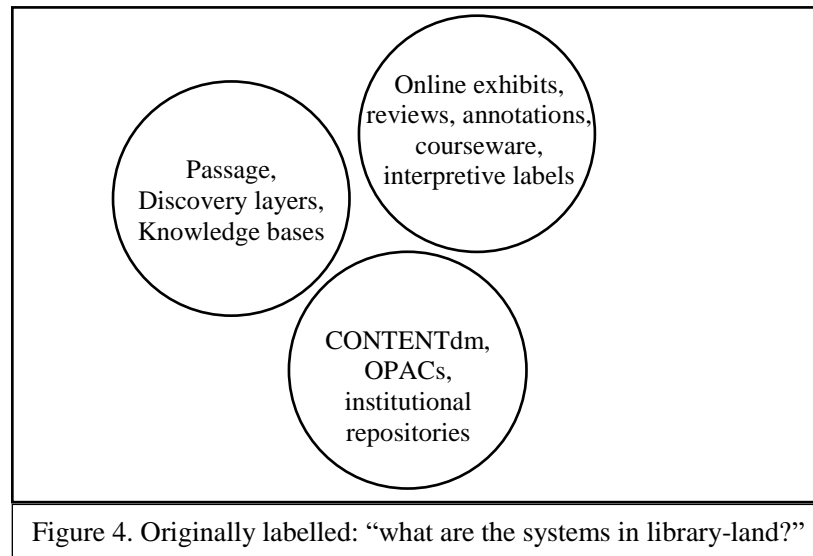 Online exhibits,
reviews, annotations,
courseware,
interpretive labels
Passage,
Discovery layers,
Knowledge bases
CONTENTdm,
OPACs,
institutional
repositories
Figure 4. Originally labelled: “what are the systems in library-land?”